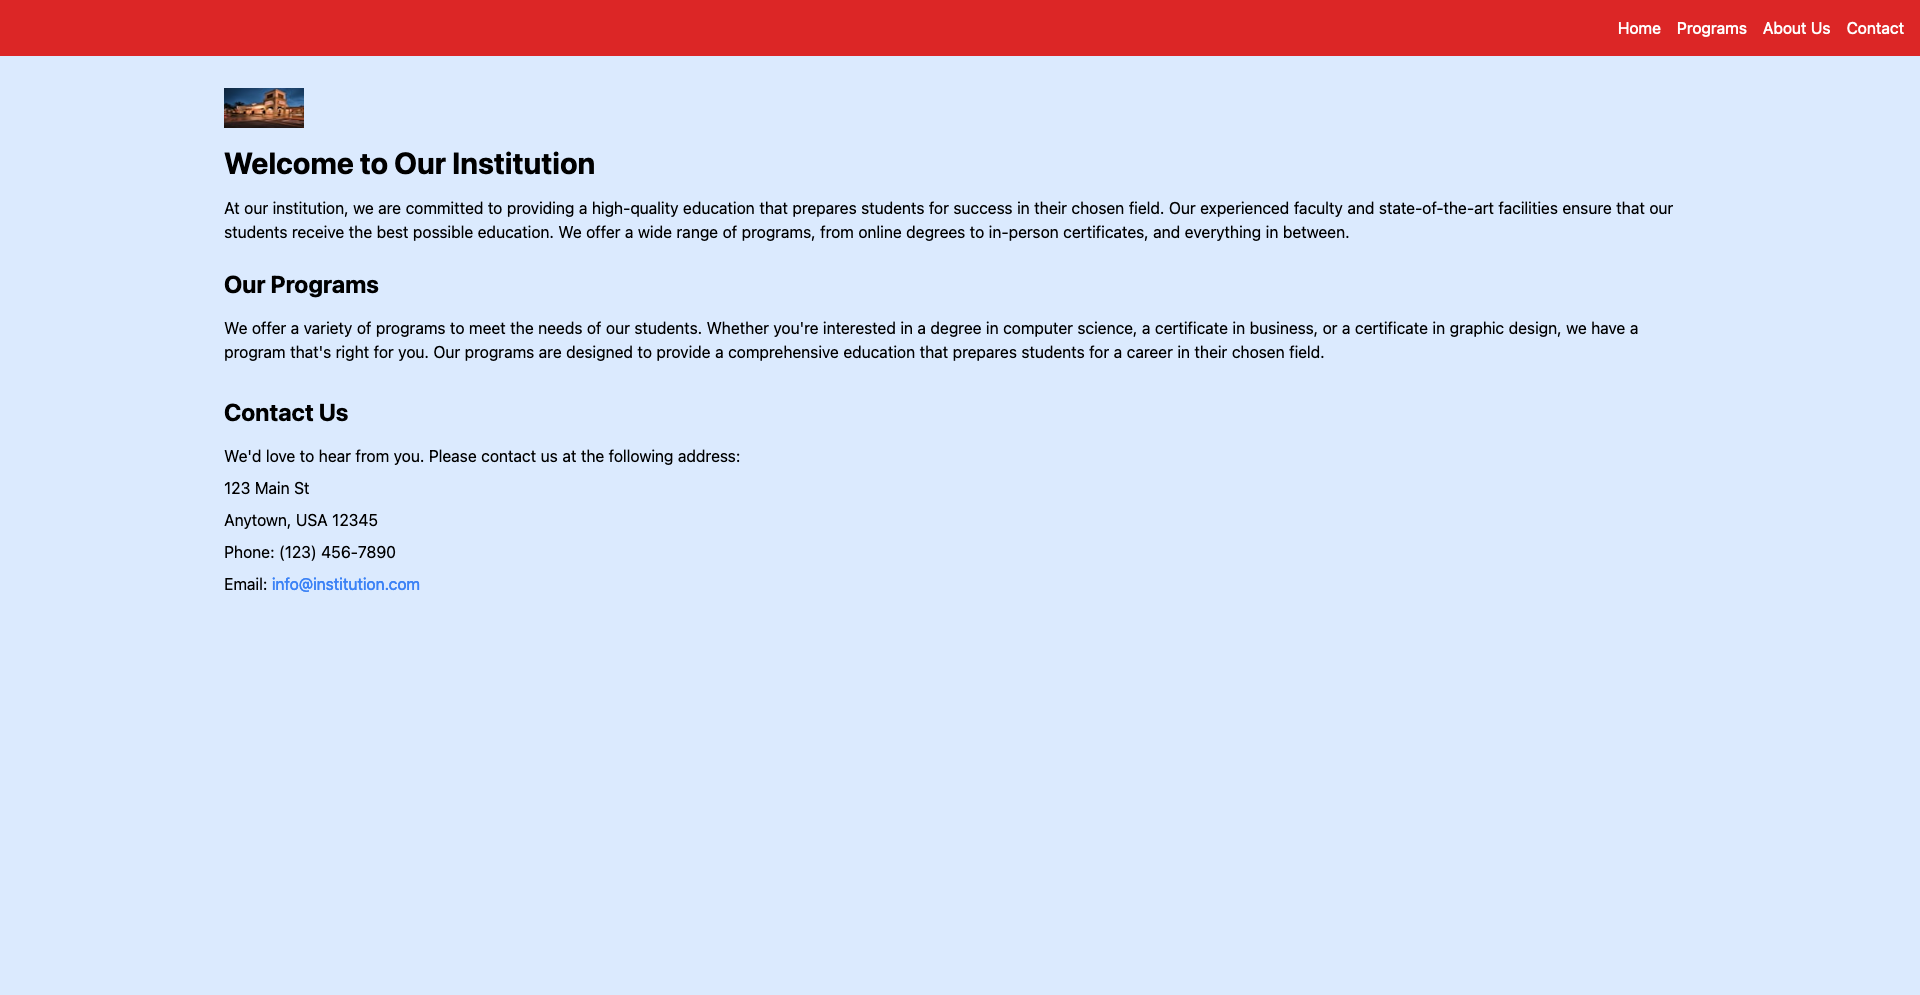 Home Programs About Us Contact
Welcome to Our Institution
At our institution, we are committed to providing a high-quality education that prepares students for success in their chosen field. Our experienced faculty and state-of-the-art facilities ensure that our
students receive the best possible education. We offer a wide range of programs, from online degrees to in-person certificates, and everything in between.
Our Programs
We offer a variety of programs to meet the needs of our students. Whether you're interested in a degree in computer science, a certificate in business, or a certificate in graphic design, we have a
program that's right for you. Our programs are designed to provide a comprehensive education that prepares students for a career in their chosen field.
Contact Us
We'd love to hear from you. Please contact us at the following address:
123 Main St
Anytown, USA 12345
Phone: (123) 456-7890
Email: info@institution.com